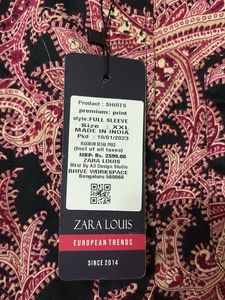 Product : SHIRTS
premium: print
style:FULL SLEEVE
Size : XXL
MADE IN INDIA
Pkd : 19/01/2023
MAXIMUM RETAIL PRICE
(Incl of all taxes)
MRP: Rs. 2599.00
ZARA LOUIS
Mktd By A3 Design Studio
BHIVE WORKSPACE
Bengaluru 560066
ZARA LOUIS
EUROPEAN TRENDS
SINCE 2014